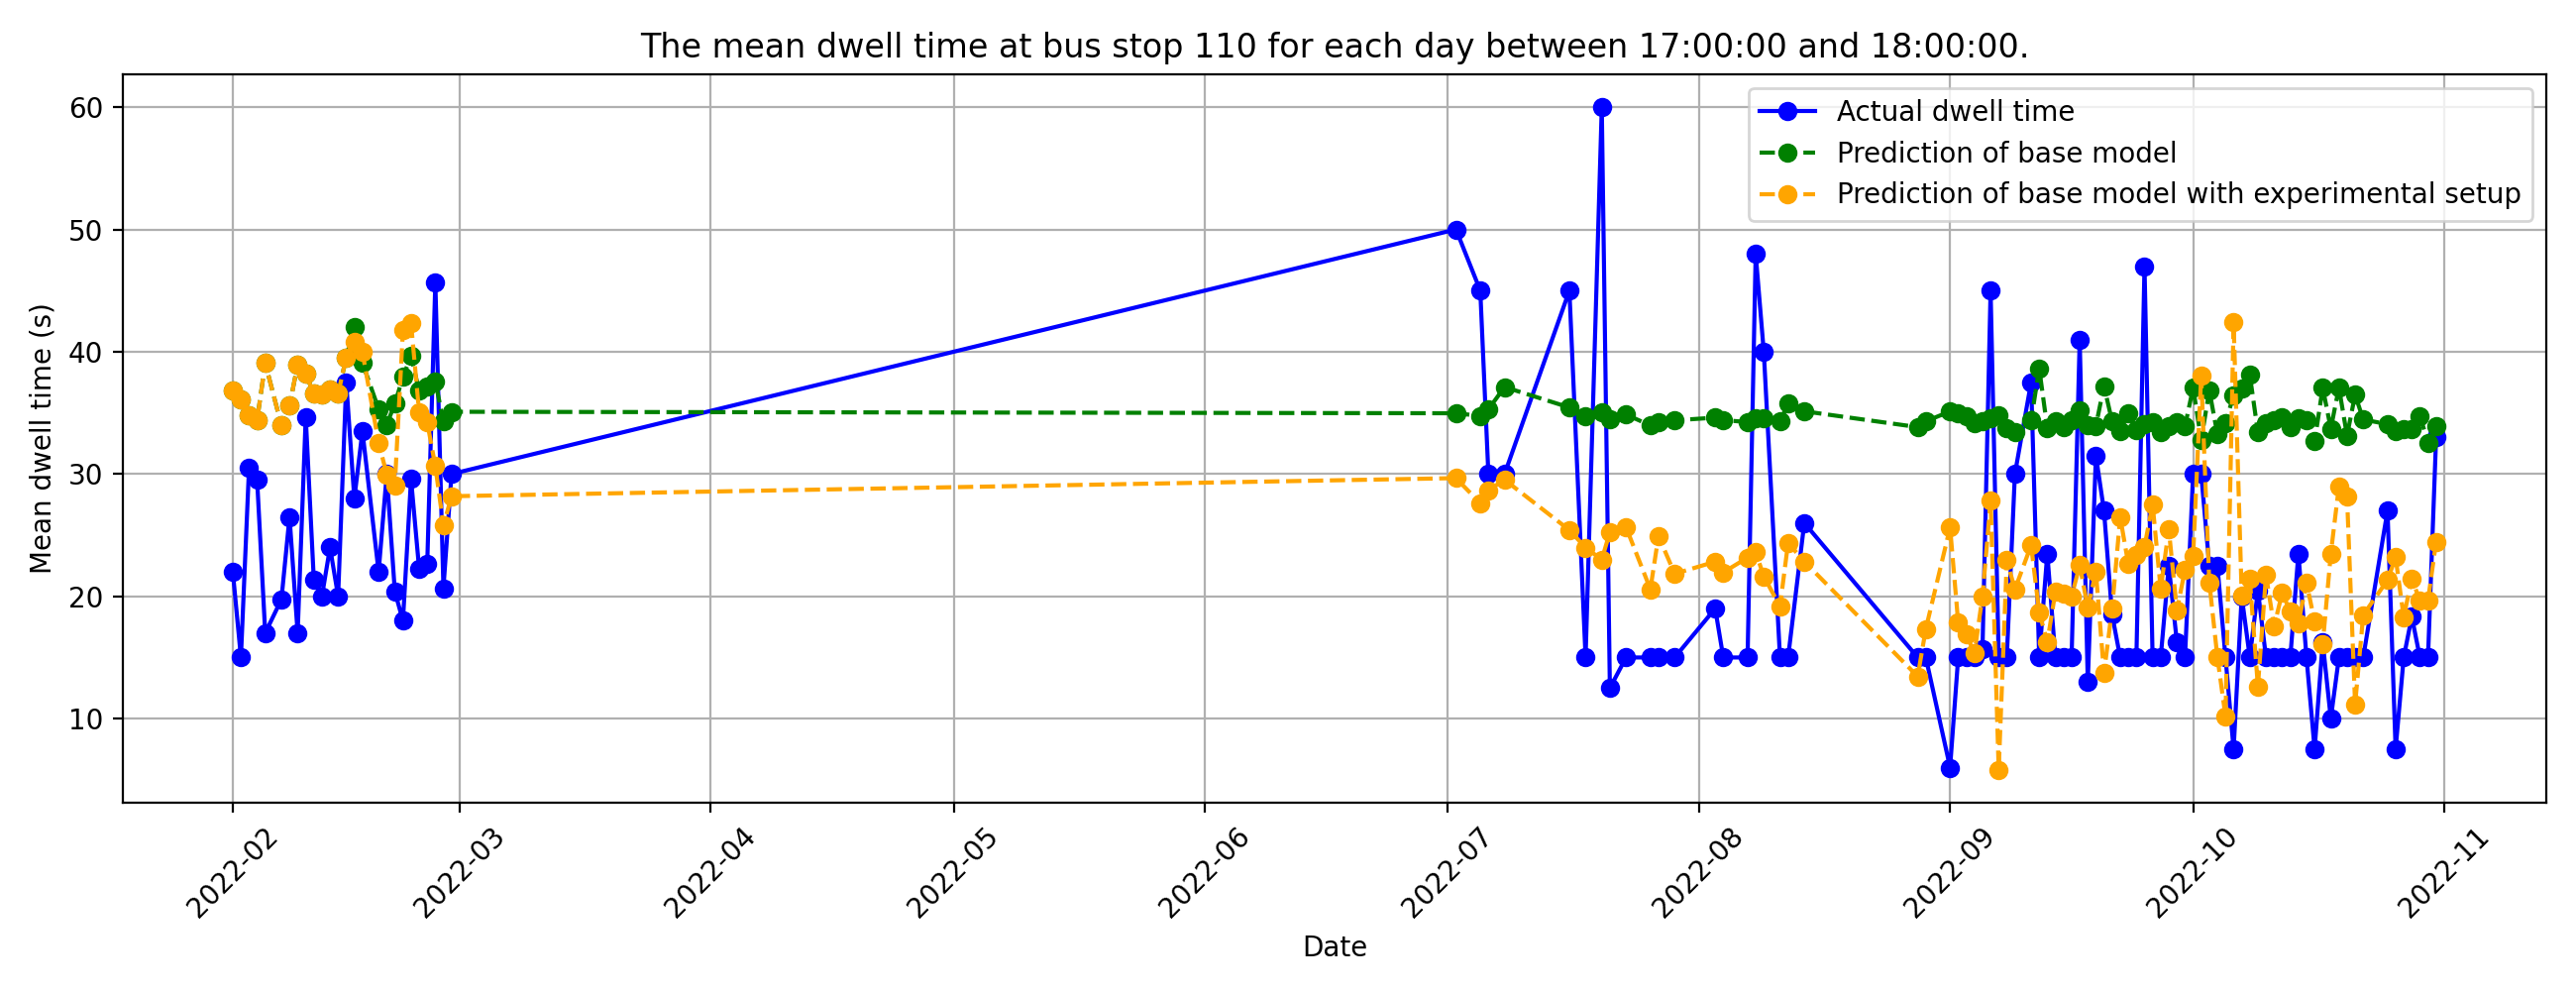 The mean dwell time at bus stop 110 for each day between 17:00:00 and 18:00:00.
Actual dwell time
Prediction of base model
Prediction of base model with experimental setup
Mean dwell time (s)
60
50
40
30
20
10
2022-02
2022-03
2022-04
2022-05
2022-06
2022-07
2022-08
2022-09
2022-10
2022-11
Date